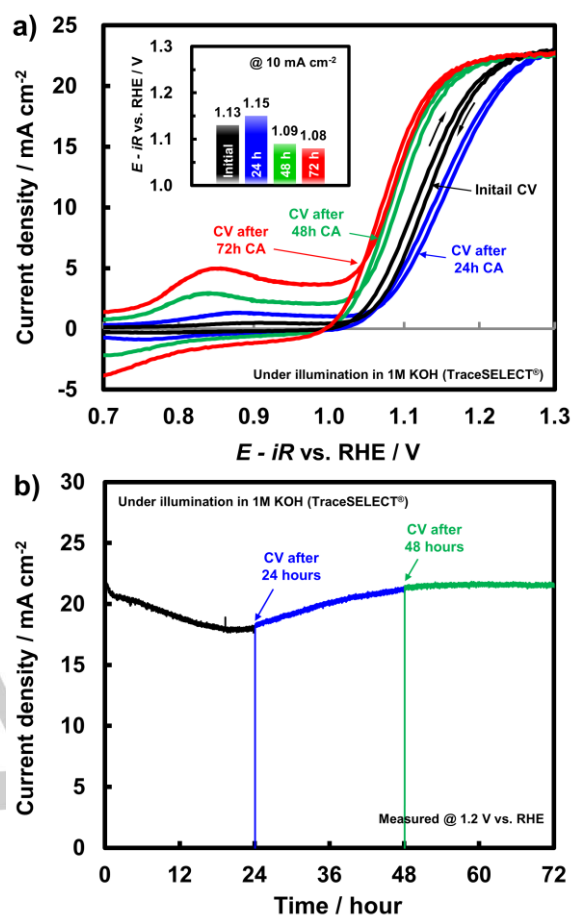 a)
Current density / mA cm-2
25
20
15
10
5
0
-5
E - iR vs. RHE / V
1.3
1.2
1.1
1.0
@ 10 mA cm-2
1.13
1.15
1.09
1.08
Initial
24 h
48 h
72 h
CV after
72h CA
CV after
48h CA
Initail CV
CV after
24h CA
Under illumination in 1M KOH (TraceSELECT®)
0.7
0.8
0.9
1.0
1.1
1.2
1.3
E - iR vs. RHE / V
b)
Current density / mA cm-2
30
25
20
15
10
5
0
Under illumination in 1M KOH (TraceSELECT®)
CV after
24 hours
CV after
48 hours
Measured @ 1.2 V vs. RHE
0
12
24
36
48
60
72
Time / hour